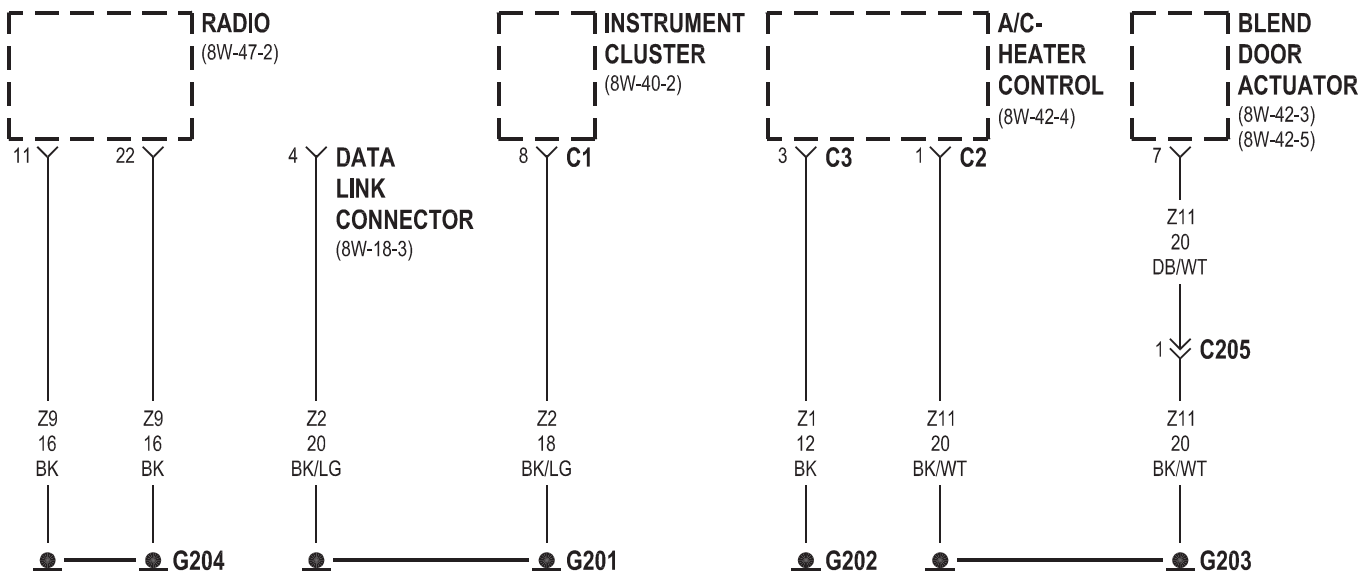 RADIO
(8W-47-2)
INSTRUMENT
CLUSTER
(8W-40-2)
A/C-
HEATER
CONTROL
(8W-42-4)
BLEND
DOOR
ACTUATOR
(8W-42-3)
(8W-42-5)
11
22
4
DATA
LINK
CONNECTOR
(8W-18-3)
8 C1
3 C3
1 C2
7
Z11
20
DB/WT
1 C205
Z9
16
BK
Z9
16
BK
Z2
20
BK/LG
Z2
18
BK/LG
Z1
12
BK
Z11
20
BK/WT
Z11
20
BK/WT
G204
G201
G202
G203